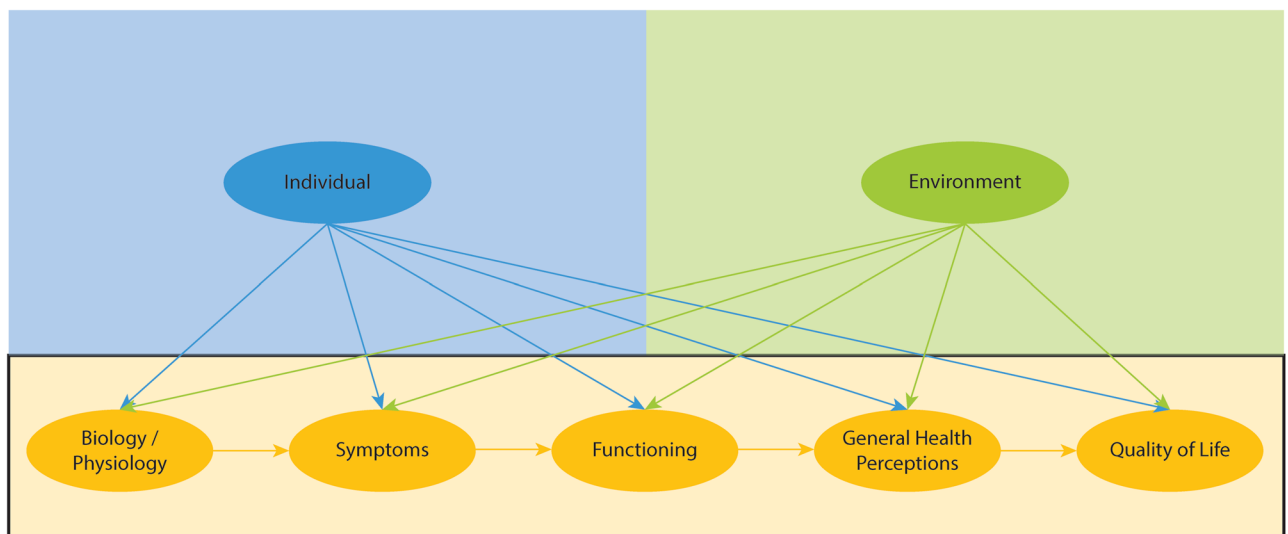 Individual
Environment
Biology /
Physiology
Symptoms
Functioning
General Health
Perceptions
Quality of Life